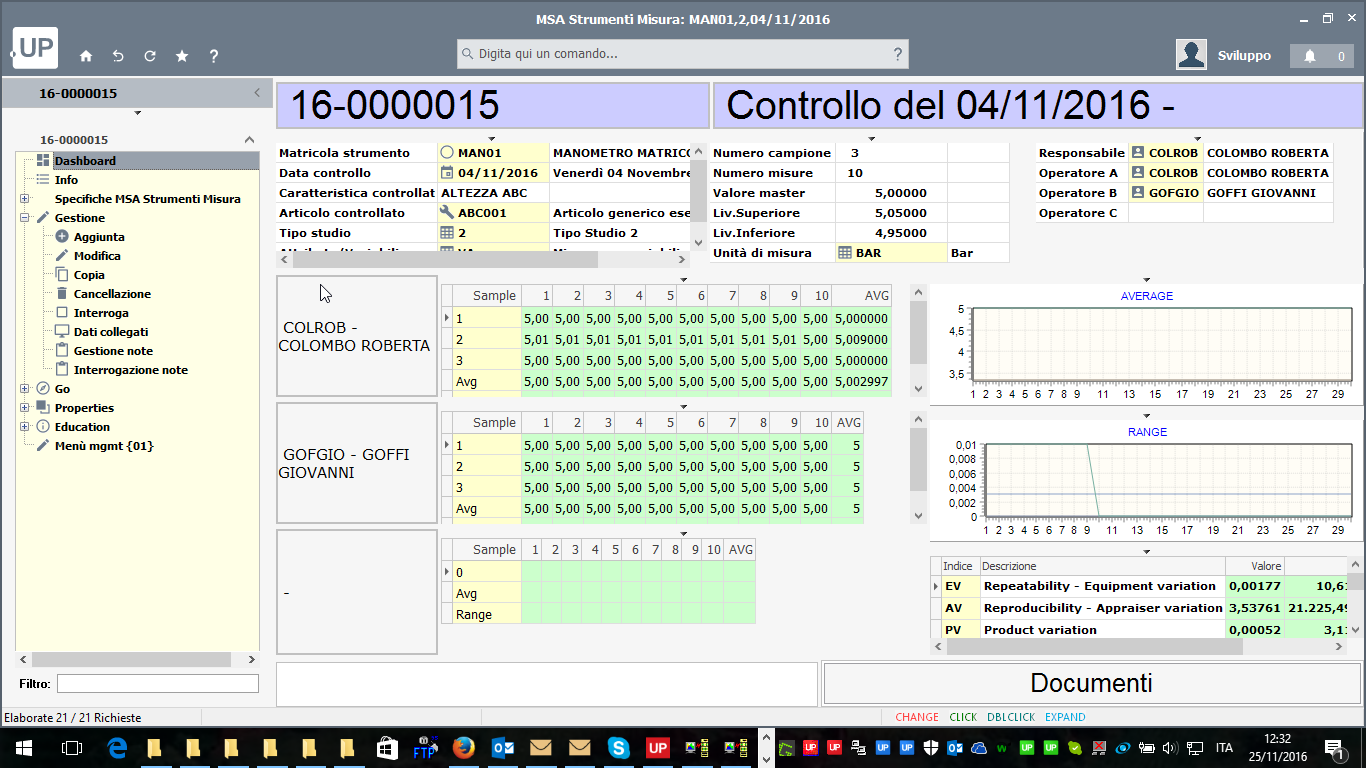 MSA Strumenti Misura: MAN01,2,04/11/2016
UP
Digita qui un comando...
?
?
Sviluppo
0
16-0000015
16-0000015
Dashboard
Info
Specifiche MSA Strumenti Misura
Gestione
Aggiunta
Modifica
Copia
Cancellazione
Interroga
Dati collegati
Gestione note
Interrogazione note
Go
Properties
Education
Menù mgmt {01}
Filtro:
16-0000015
Controllo del 04/11/2016 -
Matricola strumento MAN01 MANOMETRO MATRICO
Data controllo 04/11/2016 Venerdì 04 Novembre
Caratteristica controllat ALTEZZA ABC
Articolo controllato ABC001 Articolo generico ese
Tipo studio 2 Tipo Studio 2
Numero campione 3
Numero misure 10
Valore master 5,00000
Liv.Superiore 5,05000
Liv.Inferiore 4,95000
Unità di misura BAR Bar
Responsabile COLROB COLOMBO ROBERTA
Operatore A COLROB COLOMBO ROBERTA
Operatore B GOFGIO GOFFI GIOVANNI
Operatore C
COLROB -
COLOMBO ROBERTA
Sample 1 2 3 4 5 6 7 8 9 10 AVG
1 5,00 5,00 5,00 5,00 5,00 5,00 5,00 5,00 5,00 5,00 5,000000
2 5,01 5,01 5,01 5,01 5,01 5,01 5,01 5,01 5,01 5,00 5,009000
3 5,00 5,00 5,00 5,00 5,00 5,00 5,00 5,00 5,00 5,00 5,000000
Avg 5,00 5,00 5,00 5,00 5,00 5,00 5,00 5,00 5,00 5,00 5,002997
GOFGIO - GOFFI
GIOVANNI
Sample 1 2 3 4 5 6 7 8 9 10 AVG
1 5,00 5,00 5,00 5,00 5,00 5,00 5,00 5,00 5,00 5,00 5
2 5,00 5,00 5,00 5,00 5,00 5,00 5,00 5,00 5,00 5,00 5
3 5,00 5,00 5,00 5,00 5,00 5,00 5,00 5,00 5,00 5,00 5
Avg 5,00 5,00 5,00 5,00 5,00 5,00 5,00 5,00 5,00 5,00 5
-
Sample 1 2 3 4 5 6 7 8 9 10 AVG
0
Avg
Range
AVERAGE
5
4,5
4
3,5
1 2 3 4 5 6 7 8 9 11 13 15 17 19 21 23 25 27 29
RANGE
0,01
0,008
0,006
0,004
0,002
0
1 2 3 4 5 6 7 8 9 11 13 15 17 19 21 23 25 27 29
Indice Descrizione Valore
EV Repeatability - Equipment variation 0,00177 10,61
AV Reproducibility - Appraiser variation 3,53761 21.225,49
PV Product variation 0,00052 3,11
Documenti
Elaborate 21 / 21 Richieste
CHANGE CLICK DBLCLICK EXPAND
FTP
UP
UP UP UP UP UP UP
ITA
12:32
25/11/2016
1